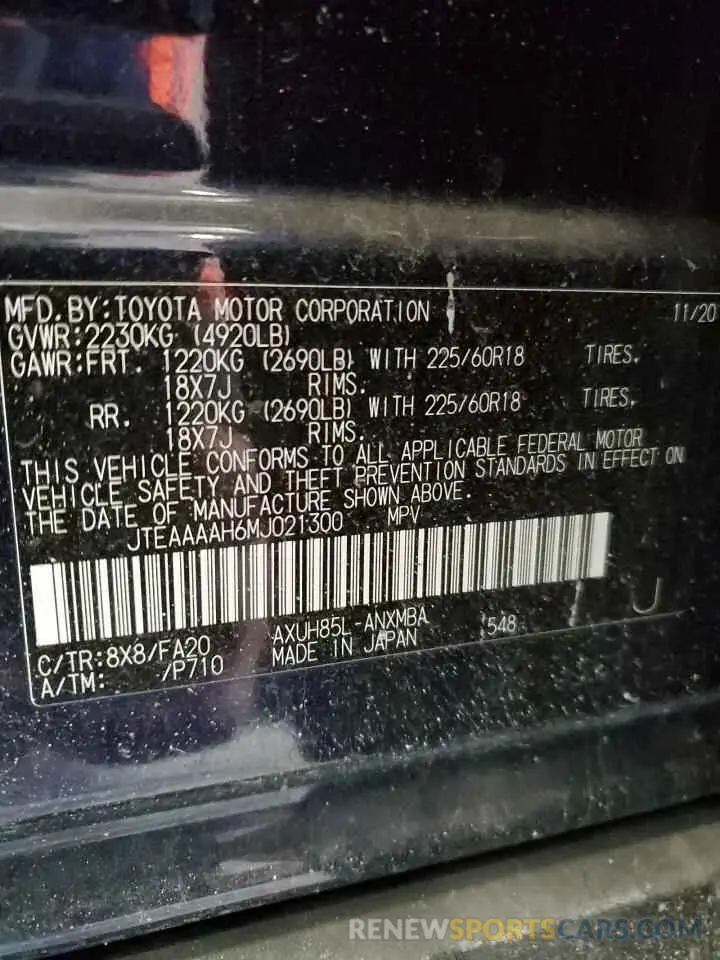 MFD. BY: TOYOTA MOTOR CORPORATION 11/20
GVWR: 2230KG (4920LB)
GAWR: FRT. 1220KG (2690LB) WITH 225/60R18 TIRES.
18X7J RIMS.
RR. 1220KG (2690LB) WITH 225/60R18 TIRES.
18X7J RIMS.
THIS VEHICLE CONFORMS TO ALL APPLICABLE FEDERAL MOTOR
VEHICLE SAFETY AND THEFT PREVENTION STANDARDS IN EFFECT ON
THE DATE OF MANUFACTURE SHOWN ABOVE.
JTEAAAAH6MJ021300 MPV
C/TR: 8X8/FA20 AXUH85L-ANXMBA 548 J
A/TM: /P710 MADE IN JAPAN
RENEWSPORTSCARS.COM